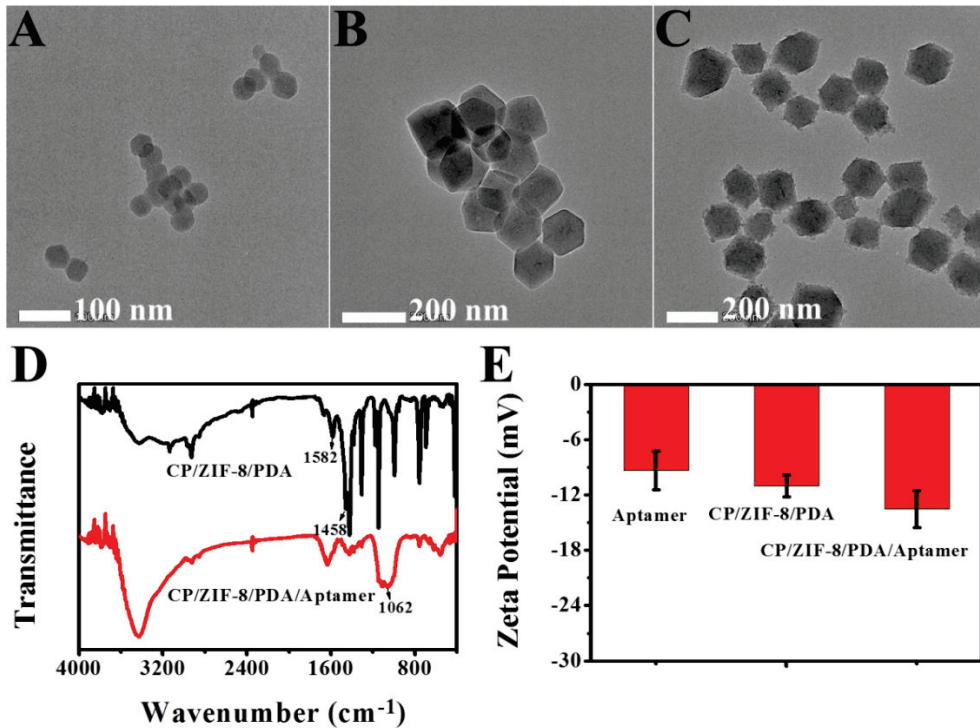 A
B
C
100 nm
200 nm
200 nm
D
E
Transmittance
CP/ZIF-8/PDA
1582
1458
CP/ZIF-8/PDA/Aptamer
1062
4000 3200 2400 1600 800
Wavenumber (cm-1)
Zeta Potential (mV)
0
-6
-12
-18
-24
-30
Aptamer
CP/ZIF-8/PDA
CP/ZIF-8/PDA/Aptamer